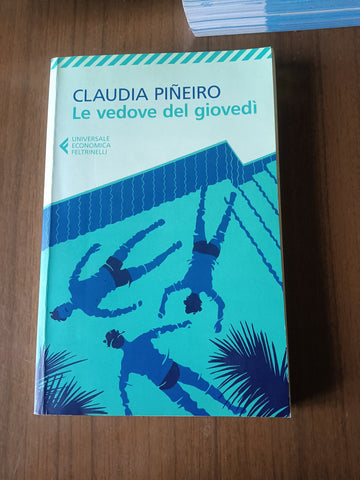 CLAUDIA PIÑEIRO
Le vedove del giovedì
UNIVERSALE
ECONOMICA
FELTRINELLI